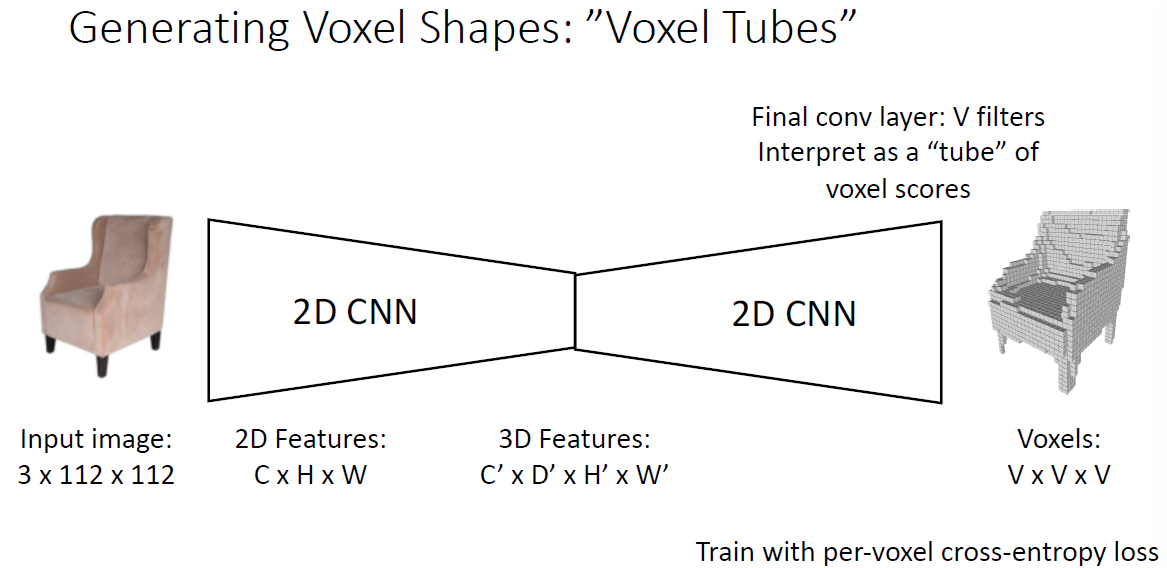 Generating Voxel Shapes: ”Voxel Tubes”
Final conv layer: V filters
Interpret as a “tube” of
voxel scores
2D CNN
2D CNN
Input image:
3 x 112 x 112
2D Features:
C x H x W
3D Features:
C’ x D’ x H’ x W’
Voxels:
V x V x V
Train with per-voxel cross-entropy loss